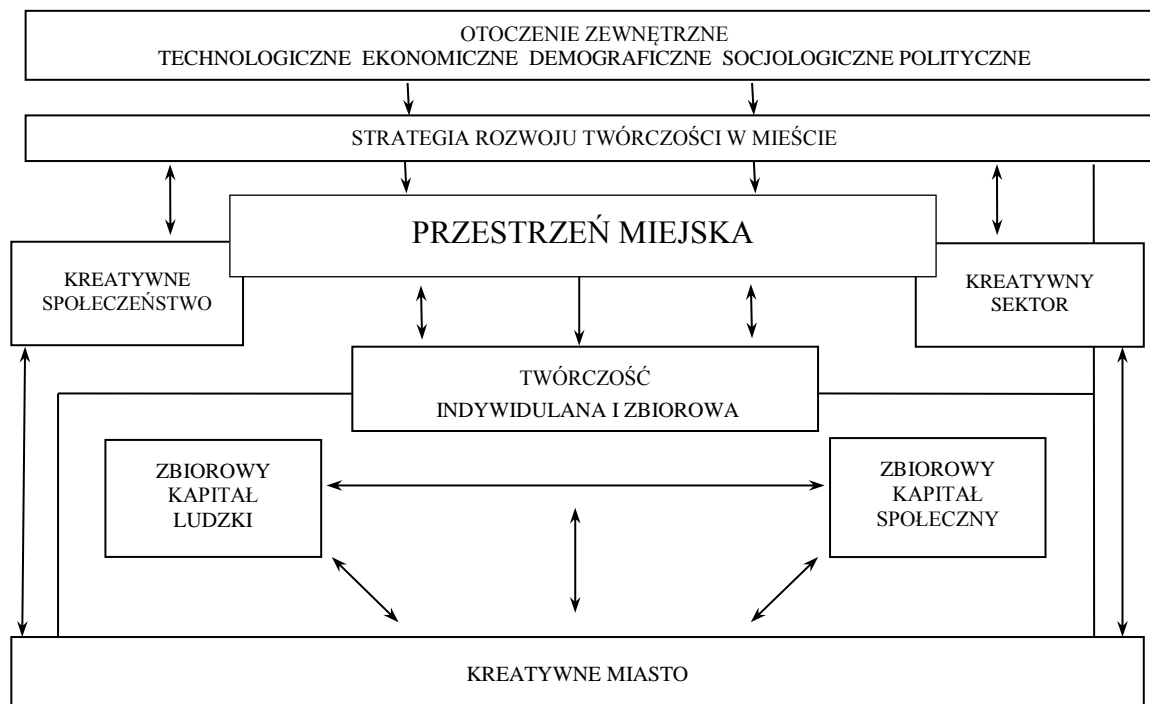 OTOCZENIE ZEWNĘTRZNE
TECHNOLOGICZNE EKONOMICZNE DEMOGRAFICZNE SOCJOLOGICZNE POLITYCZNE
STRATEGIA ROZWOJU TWÓRCZOŚCI W MIEŚCIE
PRZESTRZEŃ MIEJSKA
KREATYWNE
SPOŁECZEŃSTWO
KREATYWNY
SEKTOR
TWÓRCZOŚĆ
INDYWIDULANA I ZBIOROWA
ZBIOROWY
KAPITAŁ
LUDZKI
ZBIOROWY
KAPITAŁ
SPOŁECZNY
KREATYWNE MIASTO